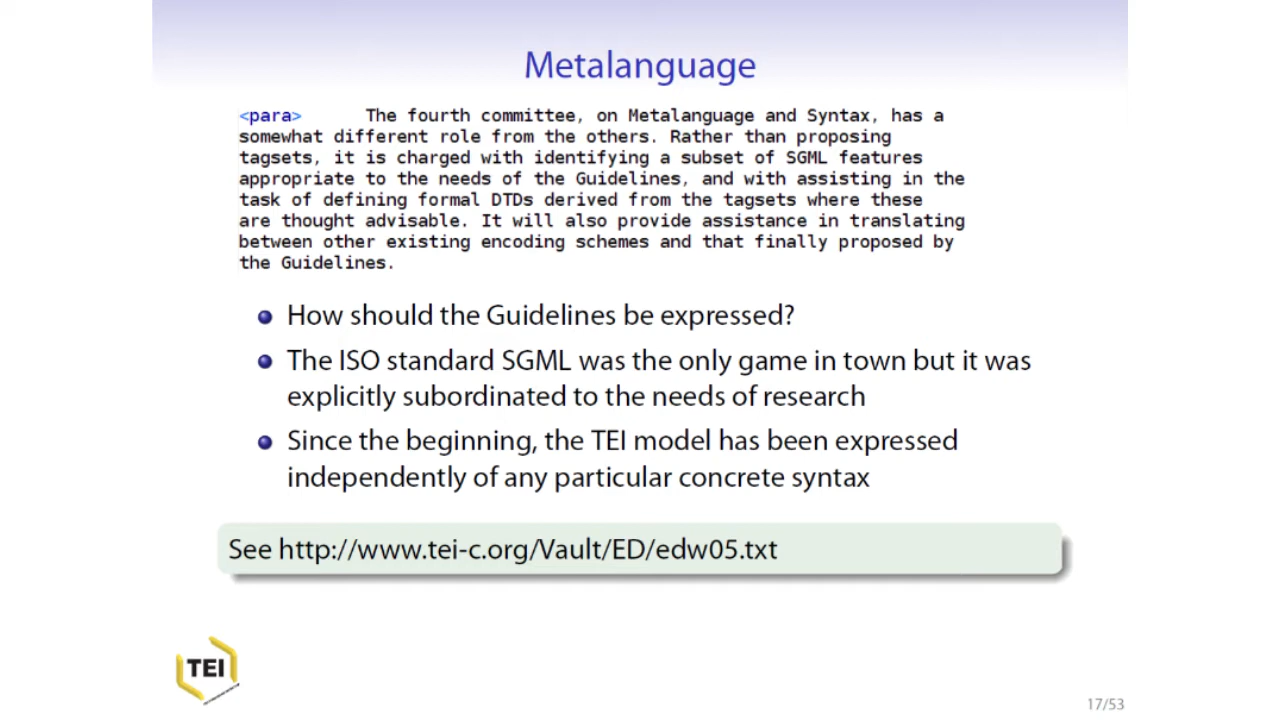 Metalanguage
<para>      The fourth committee, on Metalanguage and Syntax, has a
somewhat different role from the others. Rather than proposing
tagsets, it is charged with identifying a subset of SGML features
appropriate to the needs of the Guidelines, and with assisting in the
task of defining formal DTDs derived from the tagsets where these
are thought advisable. It will also provide assistance in translating
between other existing encoding schemes and that finally proposed by
the Guidelines.
How should the Guidelines be expressed?
The ISO standard SGML was the only game in town but it was
explicitly subordinated to the needs of research
Since the beginning, the TEI model has been expressed
independently of any particular concrete syntax
See http://www.tei-c.org/Vault/ED/edw05.txt
TEI
17/53